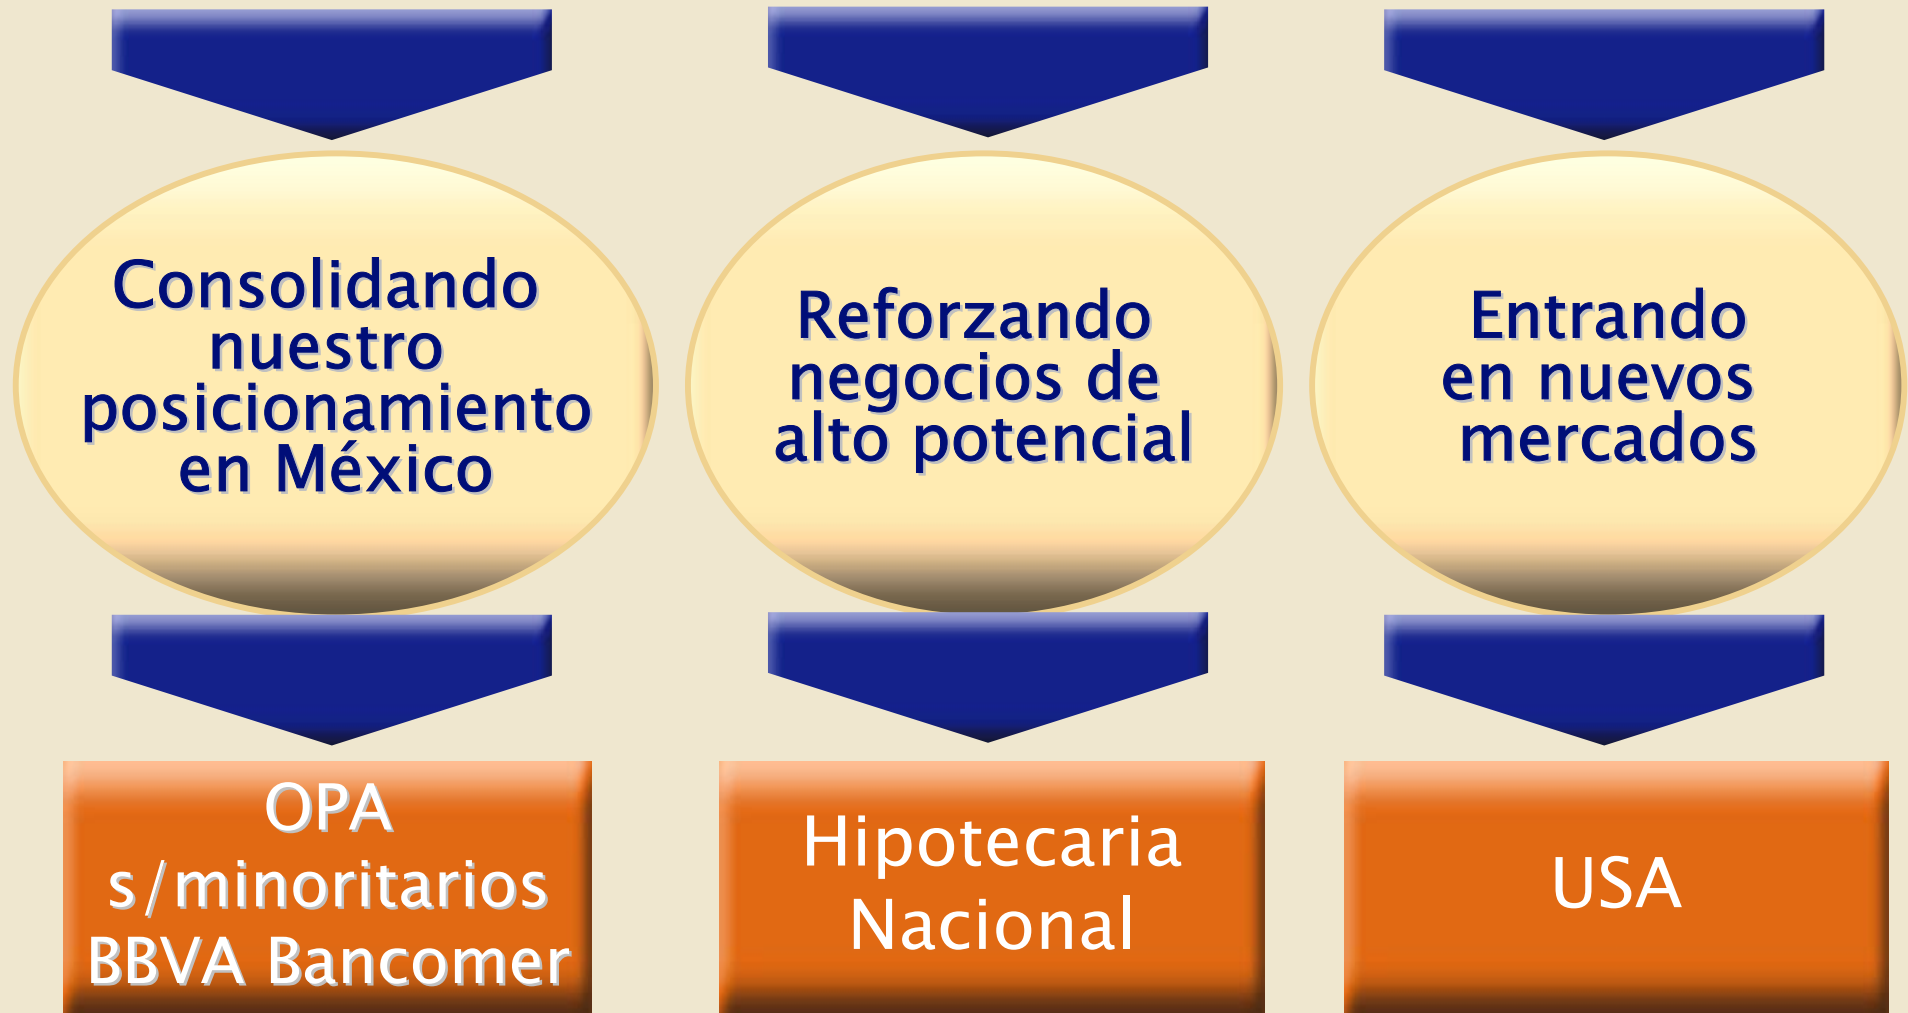 Consolidando
nuestro
posicionamiento
en México
Reforzando
negocios de
alto potencial
Entrando
en nuevos
mercados
OPA
s/minoritarios
BBVA Bancomer
Hipotecaria
Nacional
USA